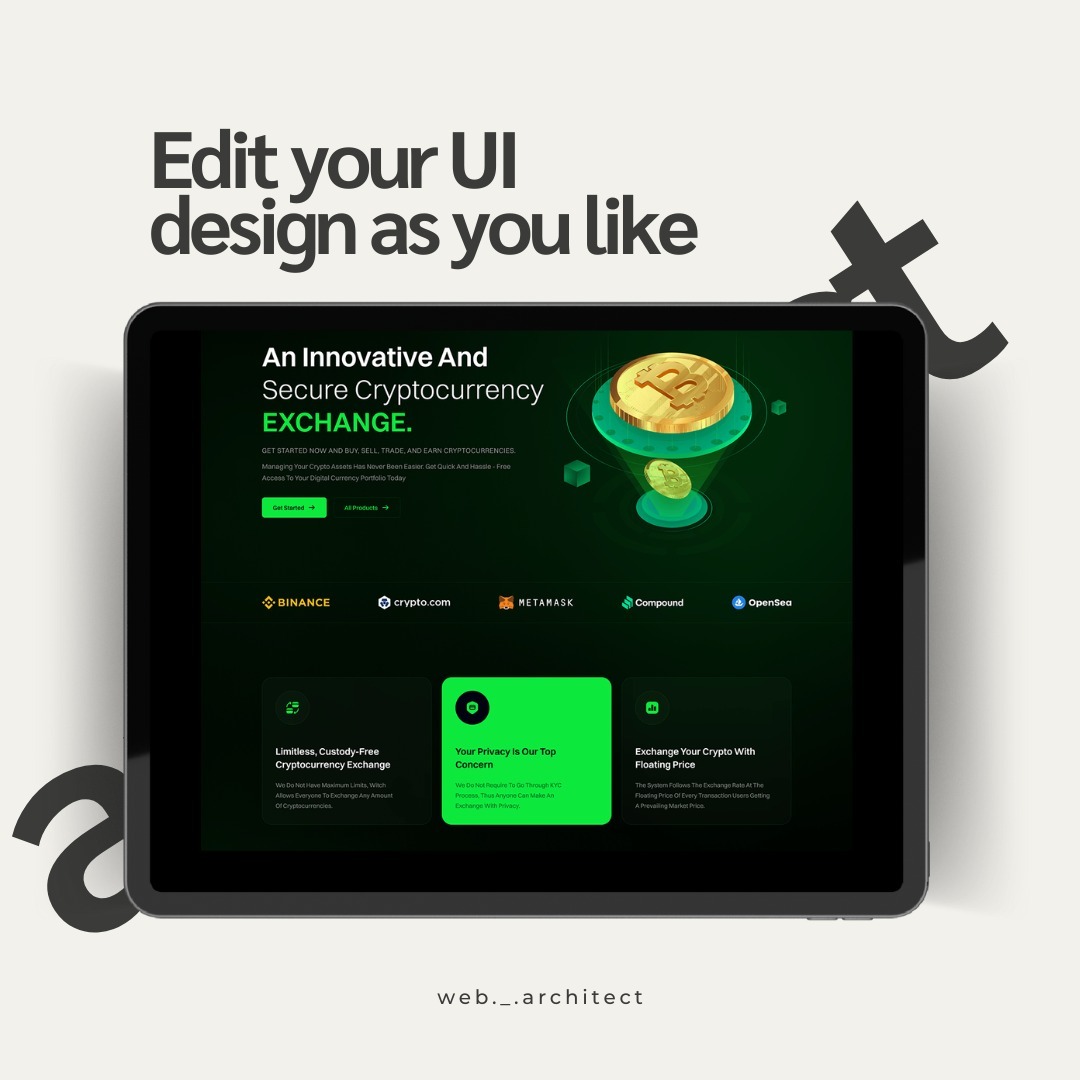 Edit your UI
design as you like
at
An Innovative And
Secure Cryptocurrency
EXCHANGE.
GET STARTED NOW AND BUY, SELL, TRADE, AND EARN CRYPTOCURRENCIES.
Managing Your Crypto Assets Has Never Been Easier. Get Quick And Hassle - Free
Access To Your Digital Currency Portfolio Today
Get Started → All Products →
BINANCE crypto.com METAMASK Compound OpenSea
Limitless, Custody-Free
Cryptocurrency Exchange
We Do Not Have Maximum Limits, Witch
Allows Everyone To Exchange Any Amount
Of Cryptocurrencies.
Your Privacy Is Our Top
Concern
We Do Not Require To Go Through KYC
Process, Thus Anyone Can Make An
Exchange With Privacy.
Exchange Your Crypto With
Floating Price
The System Follows The Exchange Rate At The
Floating Price Of Every Transaction Users Getting
A Prevailing Market Price.
a
web._.architect